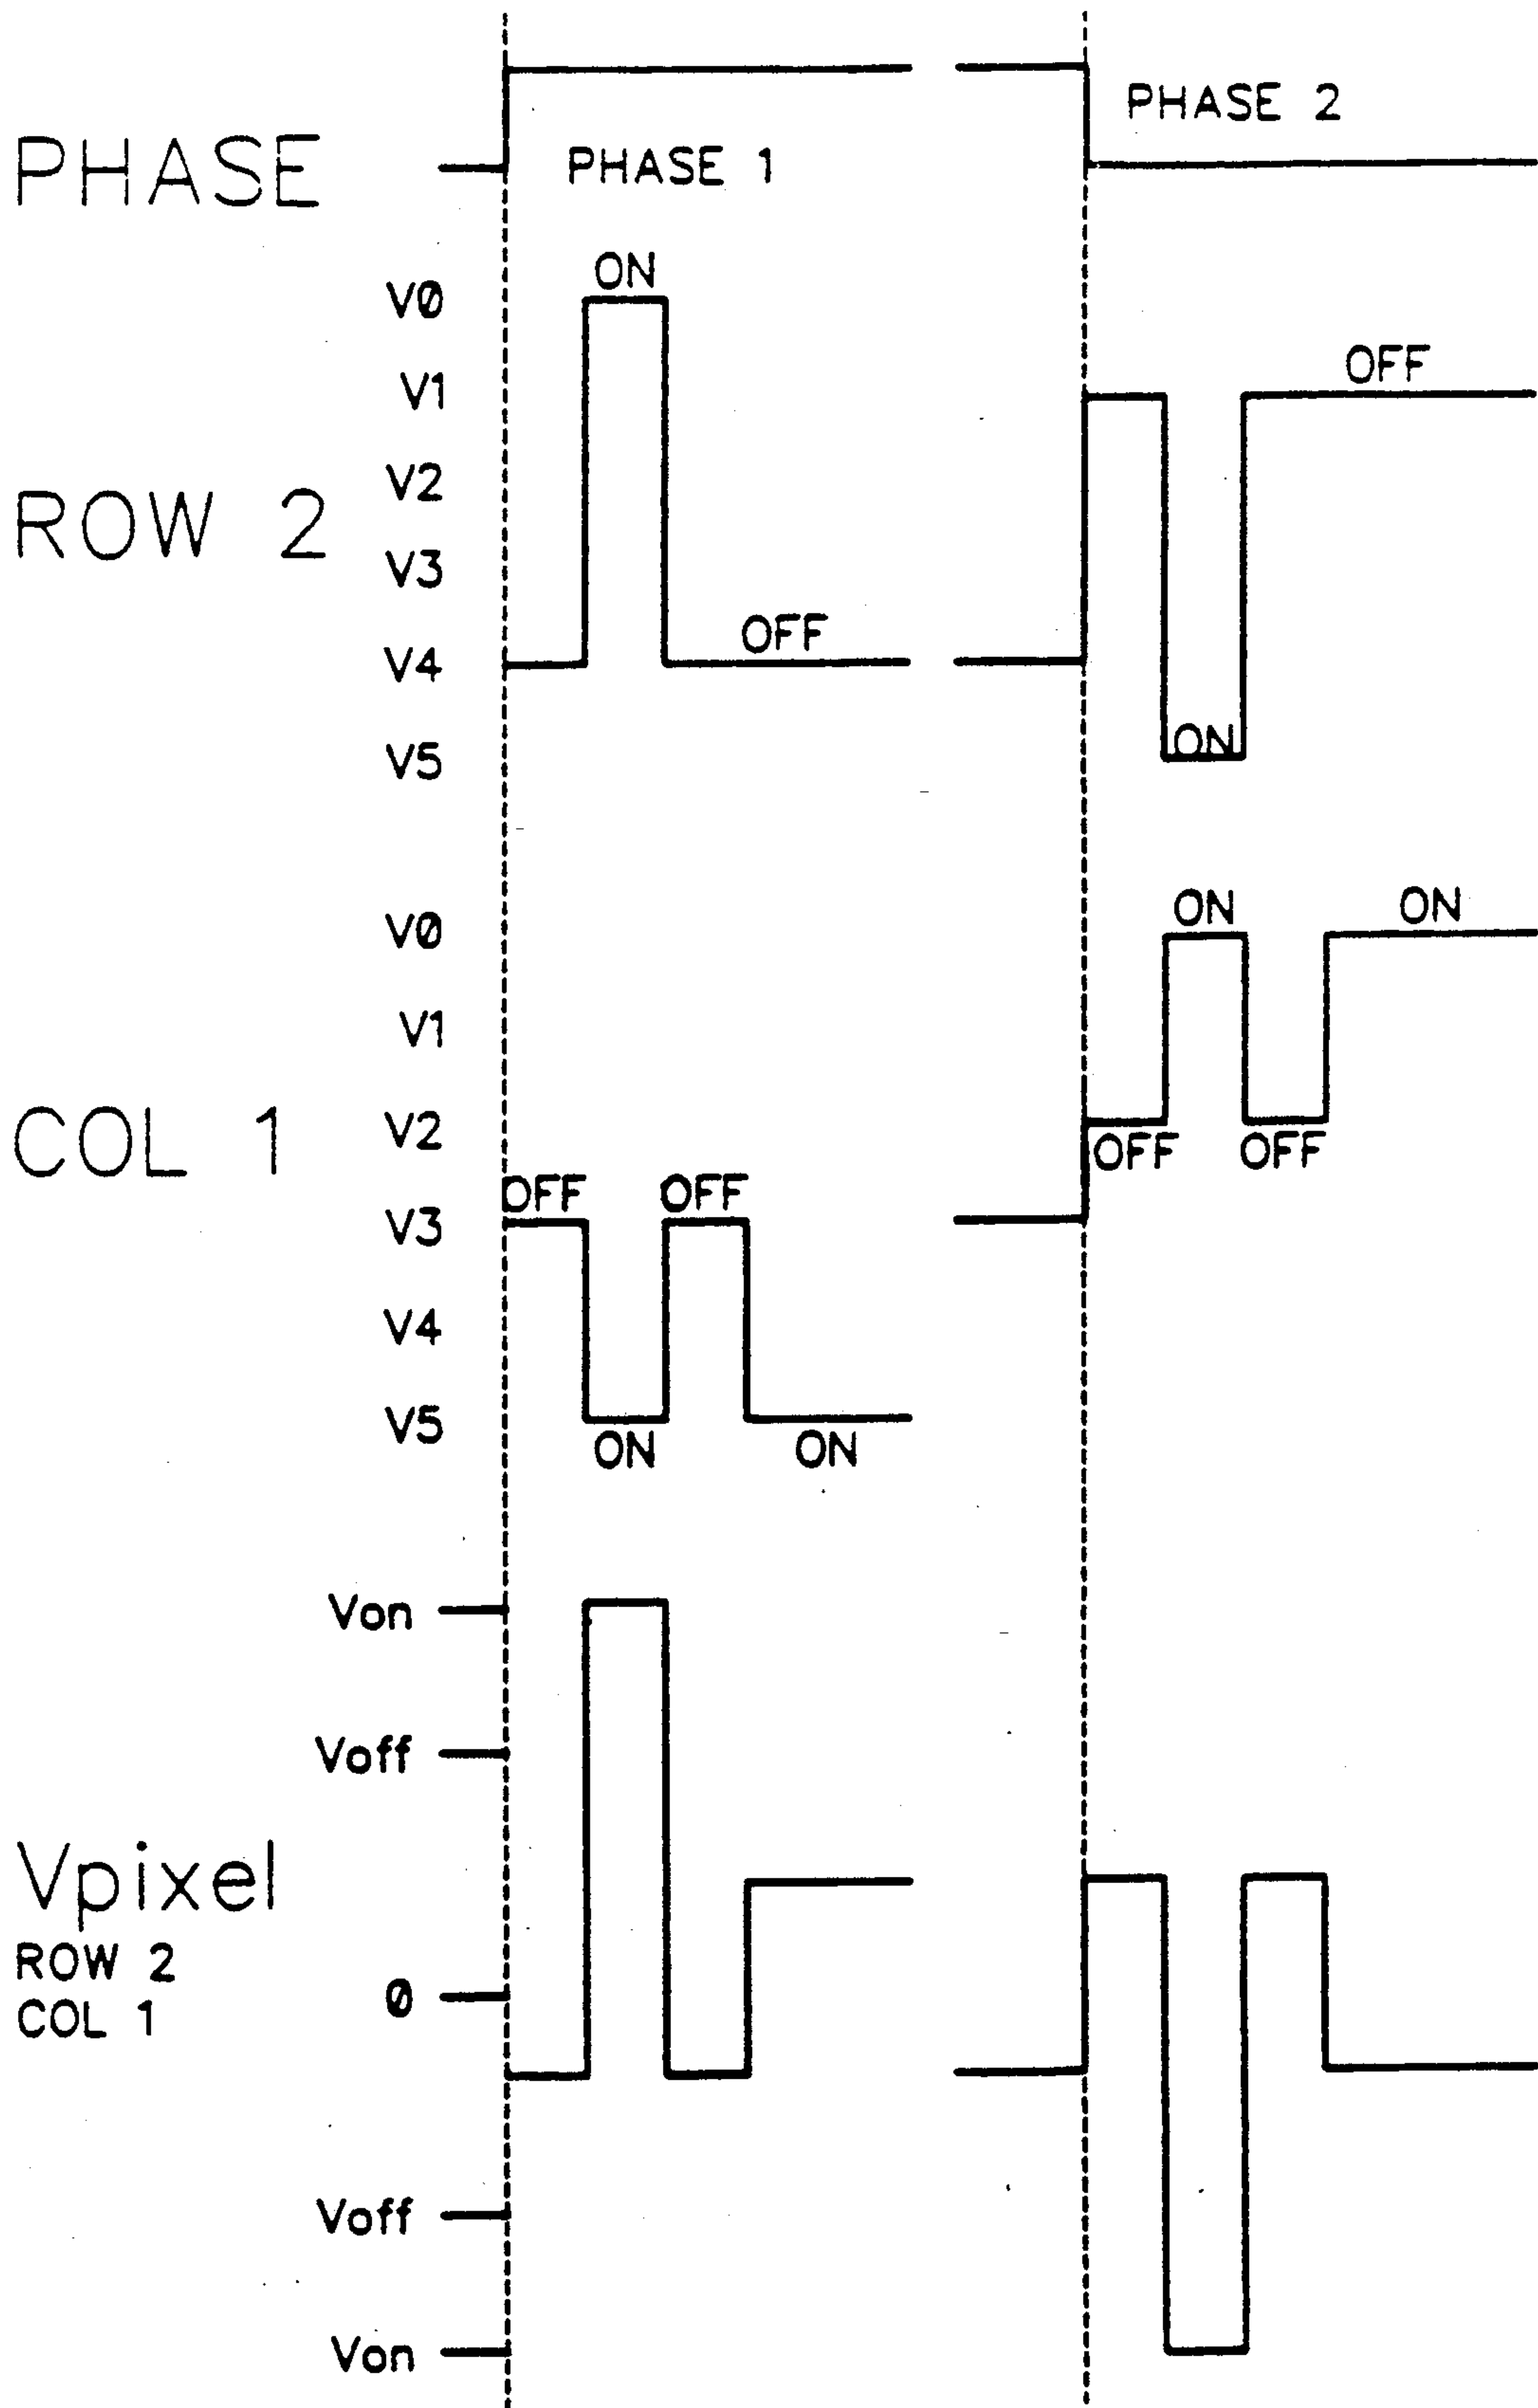 PHASE
PHASE 1
PHASE 2
ROW 2
V0
V1
V2
V3
V4
V5
ON
OFF
OFF
ON
COL 1
V0
V1
V2
V3
V4
V5
OFF
ON
OFF
ON
OFF
ON
OFF
ON
Vpixel
ROW 2
COL 1
Von
Voff
0
Voff
Von